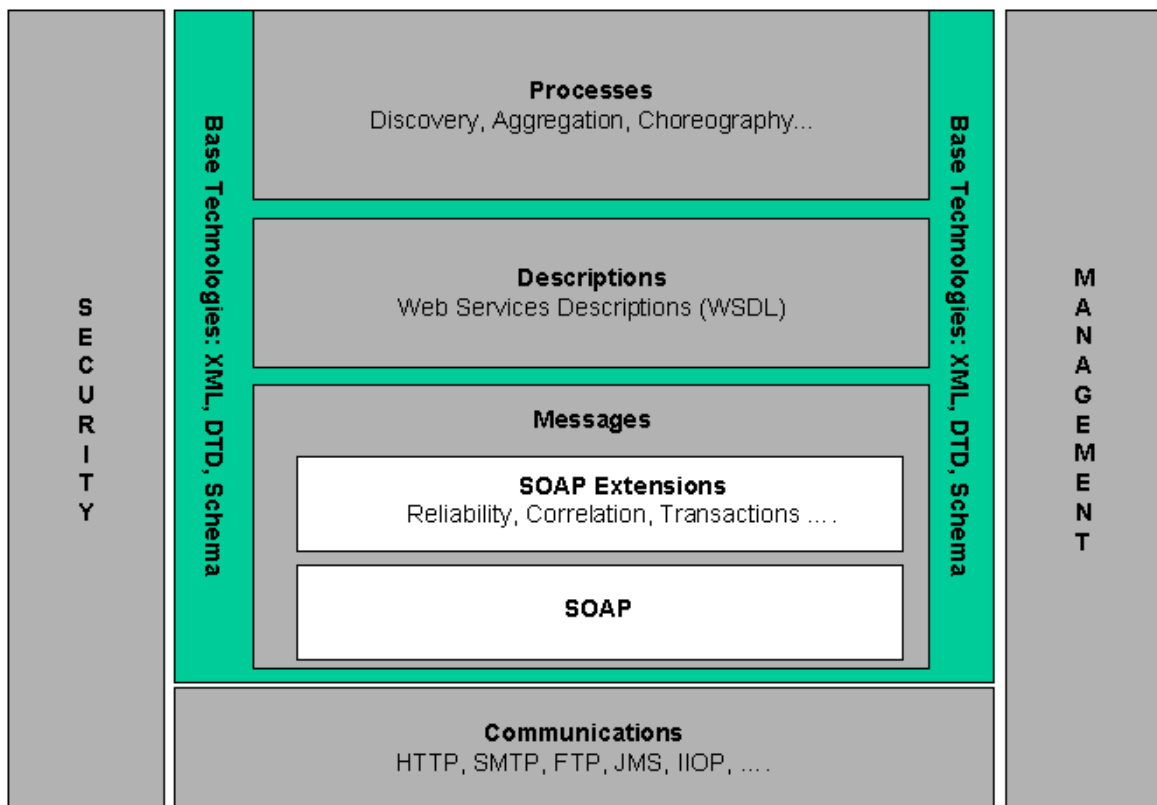 SECURITY
Base Technologies: XML, DTD, Schema
Processes
Discovery, Aggregation, Choreography...
Descriptions
Web Services Descriptions (WSDL)
Messages
SOAP Extensions
Reliability, Correlation, Transactions ....
SOAP
Base Technologies: XML, DTD, Schema
MANAGEMENT
Communications
HTTP, SMTP, FTP, JMS, IIOP, ....